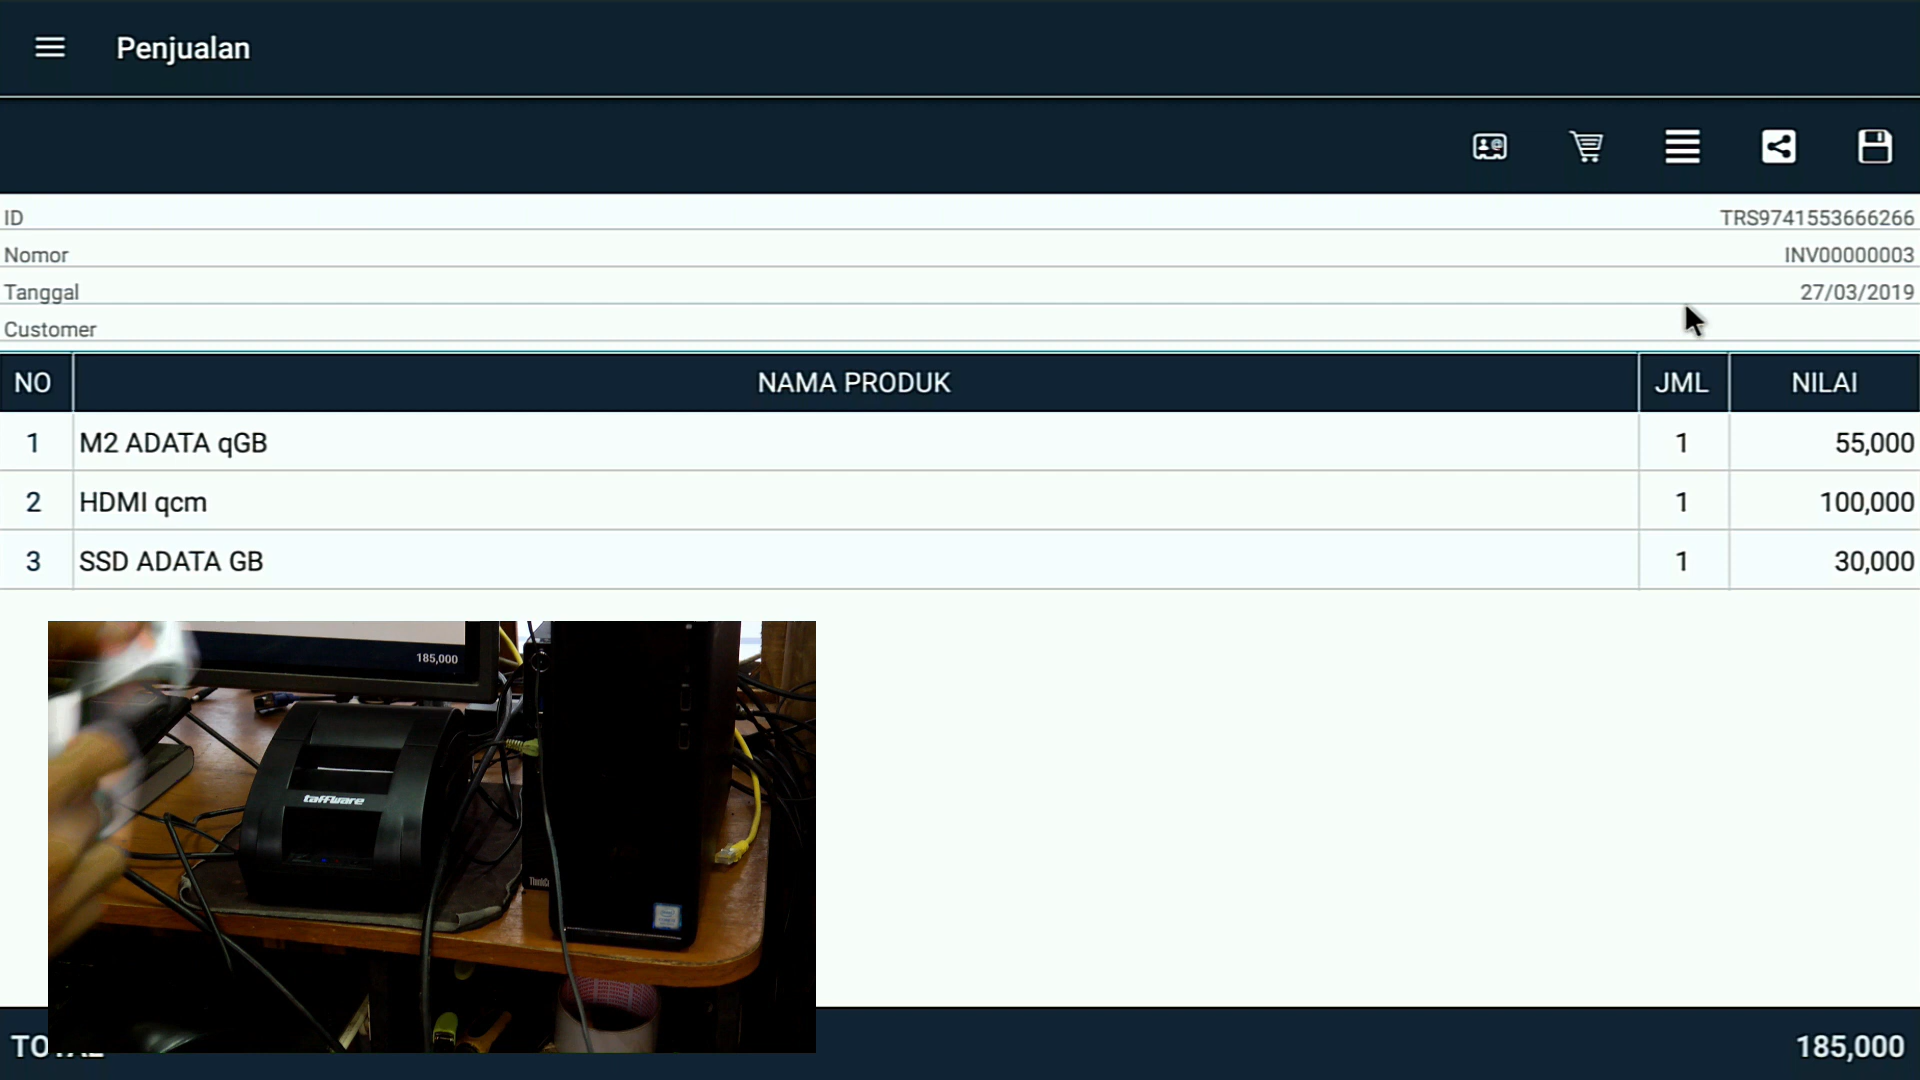 Penjualan
ID TRS9741553666266
Nomor INV00000003
Tanggal 27/03/2019
Customer
NO NAMA PRODUK JML NILAI
1 M2 ADATA qGB 1 55,000
2 HDMI qcm 1 100,000
3 SSD ADATA GB 1 30,000
185,000
taffware
TOTAL 185,000